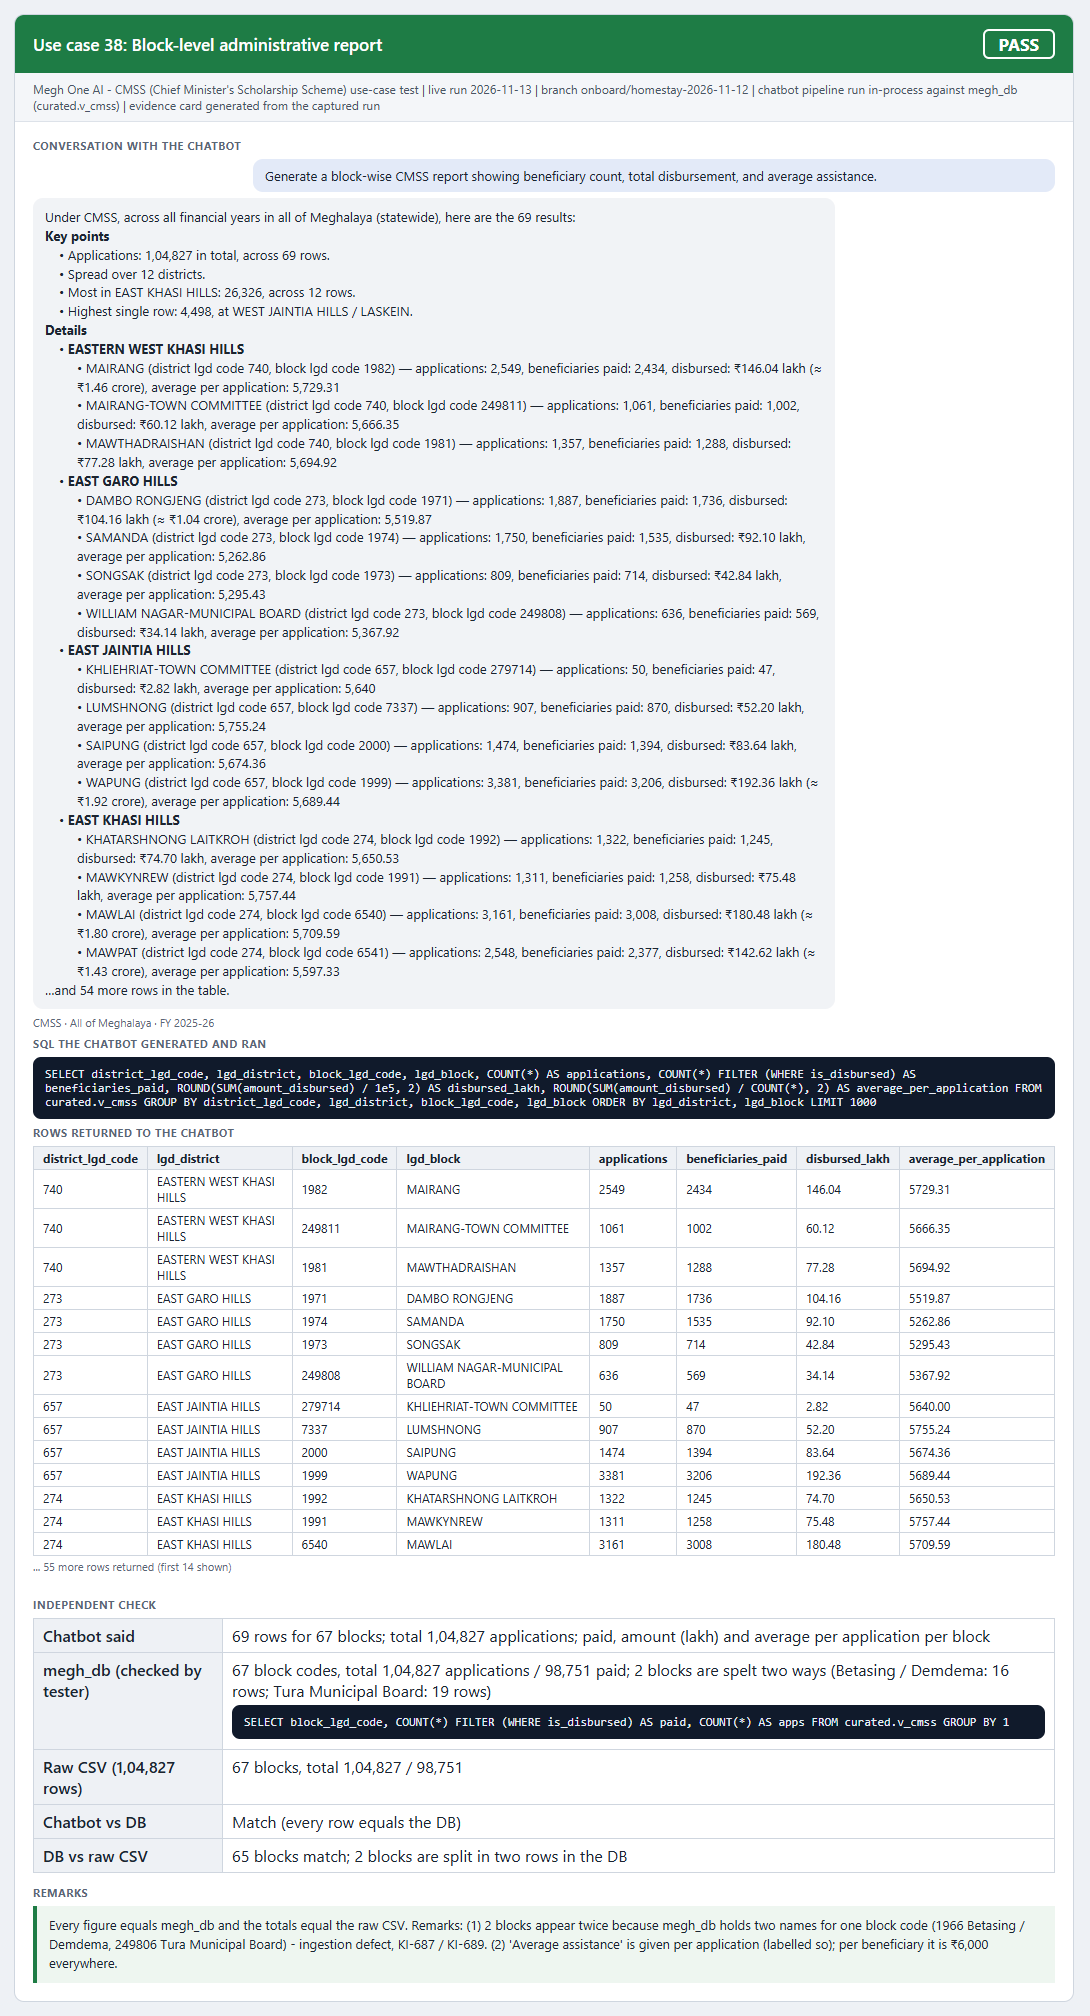 Use case 38: Block-level administrative report
PASS
Megh One AI - CMSS (Chief Minister's Scholarship Scheme) use-case test | live run 2026-11-13 | branch onboard/homestay-2026-11-12 | chatbot pipeline run in-process against megh_db
(curated.v_cmss) | evidence card generated from the captured run
CONVERSATION WITH THE CHATBOT
Generate a block-wise CMSS report showing beneficiary count, total disbursement, and average assistance.
Under CMSS, across all financial years in all of Meghalaya (statewide), here are the 69 results:
Key points
• Applications: 1,04,827 in total, across 69 rows.
• Spread over 12 districts.
• Most in EAST KHASI HILLS: 26,326, across 12 rows.
• Highest single row: 4,498, at WEST JAINTIA HILLS / LASKEIN.
Details
• EASTERN WEST KHASI HILLS
• MAIRANG (district lgd code 740, block lgd code 1982) — applications: 2,549, beneficiaries paid: 2,434, disbursed: ₹146.04 lakh (≈
₹1.46 crore), average per application: 5,729.31
• MAIRANG-TOWN COMMITTEE (district lgd code 740, block lgd code 249811) — applications: 1,061, beneficiaries paid: 1,002,
disbursed: ₹60.12 lakh, average per application: 5,666.35
• MAWTHADRAISHAN (district lgd code 740, block lgd code 1981) — applications: 1,357, beneficiaries paid: 1,288, disbursed:
₹77.28 lakh, average per application: 5,694.92
• EAST GARO HILLS
• DAMBO RONGJENG (district lgd code 273, block lgd code 1971) — applications: 1,887, beneficiaries paid: 1,736, disbursed:
₹104.16 lakh (≈ ₹1.04 crore), average per application: 5,519.87
• SAMANDA (district lgd code 273, block lgd code 1974) — applications: 1,750, beneficiaries paid: 1,535, disbursed: ₹92.10 lakh,
average per application: 5,262.86
• SONGSAK (district lgd code 273, block lgd code 1973) — applications: 809, beneficiaries paid: 714, disbursed: ₹42.84 lakh,
average per application: 5,295.43
• WILLIAM NAGAR-MUNICIPAL BOARD (district lgd code 273, block lgd code 249808) — applications: 636, beneficiaries paid: 569,
disbursed: ₹34.14 lakh, average per application: 5,367.92
• EAST JAINTIA HILLS
• KHLIEHRIAT-TOWN COMMITTEE (district lgd code 657, block lgd code 279714) — applications: 50, beneficiaries paid: 47,
disbursed: ₹2.82 lakh, average per application: 5,640
• LUMSHNONG (district lgd code 657, block lgd code 7337) — applications: 907, beneficiaries paid: 870, disbursed: ₹52.20 lakh,
average per application: 5,755.24
• SAIPUNG (district lgd code 657, block lgd code 2000) — applications: 1,474, beneficiaries paid: 1,394, disbursed: ₹83.64 lakh,
average per application: 5,674.36
• WAPUNG (district lgd code 657, block lgd code 1999) — applications: 3,381, beneficiaries paid: 3,206, disbursed: ₹192.36 lakh (≈
₹1.92 crore), average per application: 5,689.44
• EAST KHASI HILLS
• KHATARSHNONG LAITKROH (district lgd code 274, block lgd code 1992) — applications: 1,322, beneficiaries paid: 1,245,
disbursed: ₹74.70 lakh, average per application: 5,650.53
• MAWKYNREW (district lgd code 274, block lgd code 1991) — applications: 1,311, beneficiaries paid: 1,258, disbursed: ₹75.48
lakh, average per application: 5,757.44
• MAWLAI (district lgd code 274, block lgd code 6540) — applications: 3,161, beneficiaries paid: 3,008, disbursed: ₹180.48 lakh (≈
₹1.80 crore), average per application: 5,709.59
• MAWPAT (district lgd code 274, block lgd code 6541) — applications: 2,548, beneficiaries paid: 2,377, disbursed: ₹142.62 lakh (≈
₹1.43 crore), average per application: 5,597.33
...and 54 more rows in the table.
CMSS · All of Meghalaya · FY 2025-26
SQL THE CHATBOT GENERATED AND RAN
SELECT district_lgd_code, lgd_district, block_lgd_code, lgd_block, COUNT(*) AS applications, COUNT(*) FILTER (WHERE is_disbursed) AS
beneficiaries_paid, ROUND(SUM(amount_disbursed) / 1e5, 2) AS disbursed_lakh, ROUND(SUM(amount_disbursed) / COUNT(*), 2) AS average_per_application FROM
curated.v_cmss GROUP BY district_lgd_code, lgd_district, block_lgd_code, lgd_block ORDER BY lgd_district, lgd_block LIMIT 1000
ROWS RETURNED TO THE CHATBOT
district_lgd_code lgd_district block_lgd_code lgd_block applications beneficiaries_paid disbursed_lakh average_per_application
740 EASTERN WEST KHASI HILLS 1982 MAIRANG 2549 2434 146.04 5729.31
740 EASTERN WEST KHASI HILLS 249811 MAIRANG-TOWN COMMITTEE 1061 1002 60.12 5666.35
740 EASTERN WEST KHASI HILLS 1981 MAWTHADRAISHAN 1357 1288 77.28 5694.92
273 EAST GARO HILLS 1971 DAMBO RONGJENG 1887 1736 104.16 5519.87
273 EAST GARO HILLS 1974 SAMANDA 1750 1535 92.10 5262.86
273 EAST GARO HILLS 1973 SONGSAK 809 714 42.84 5295.43
273 EAST GARO HILLS 249808 WILLIAM NAGAR-MUNICIPAL BOARD 636 569 34.14 5367.92
657 EAST JAINTIA HILLS 279714 KHLIEHRIAT-TOWN COMMITTEE 50 47 2.82 5640.00
657 EAST JAINTIA HILLS 7337 LUMSHNONG 907 870 52.20 5755.24
657 EAST JAINTIA HILLS 2000 SAIPUNG 1474 1394 83.64 5674.36
657 EAST JAINTIA HILLS 1999 WAPUNG 3381 3206 192.36 5689.44
274 EAST KHASI HILLS 1992 KHATARSHNONG LAITKROH 1322 1245 74.70 5650.53
274 EAST KHASI HILLS 1991 MAWKYNREW 1311 1258 75.48 5757.44
274 EAST KHASI HILLS 6540 MAWLAI 3161 3008 180.48 5709.59
... 55 more rows returned (first 14 shown)
INDEPENDENT CHECK
Chatbot said 69 rows for 67 blocks; total 1,04,827 applications; paid, amount (lakh) and average per application per block
megh_db (checked by tester) 67 block codes, total 1,04,827 applications / 98,751 paid; 2 blocks are spelt two ways (Betasing / Demdema: 16
rows; Tura Municipal Board: 19 rows)
SELECT block_lgd_code, COUNT(*) FILTER (WHERE is_disbursed) AS paid, COUNT(*) AS apps FROM curated.v_cmss GROUP BY 1
Raw CSV (1,04,827 rows) 67 blocks, total 1,04,827 / 98,751
Chatbot vs DB Match (every row equals the DB)
DB vs raw CSV 65 blocks match; 2 blocks are split in two rows in the DB
REMARKS
Every figure equals megh_db and the totals equal the raw CSV. Remarks: (1) 2 blocks appear twice because megh_db holds two names for one block code (1966 Betasing /
Demdema, 249806 Tura Municipal Board) - ingestion defect, KI-687 / KI-689. (2) 'Average assistance' is given per application (labelled so); per beneficiary it is ₹6,000
everywhere.